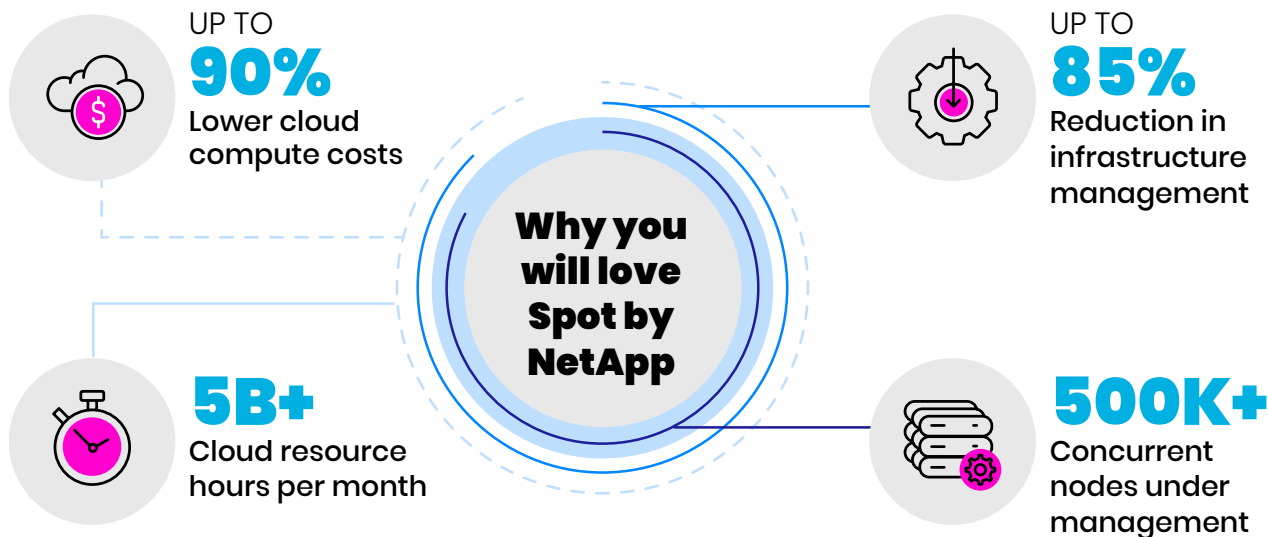 UP TO
90%
Lower cloud
compute costs
UP TO
85%
Reduction in
infrastructure
management
Why you
will love
Spot by
NetApp
5B+
Cloud resource
hours per month
500K+
Concurrent
nodes under
management
$